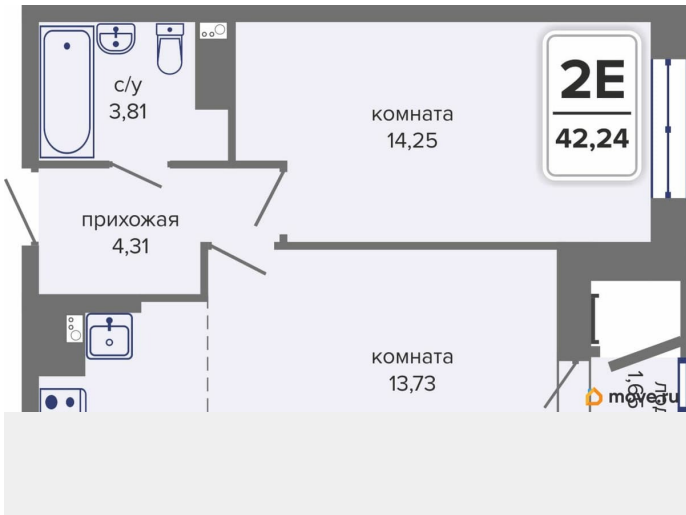 с/у
3,81
комната
14,25
2Е
42,24
прихожая
4,31
комната
13,73
1,65
move.ru